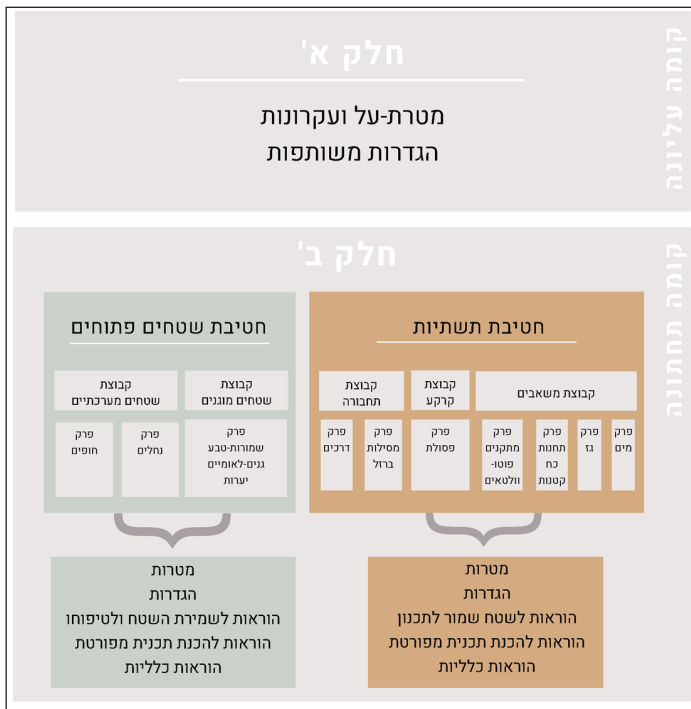 קומה עליונה
חלק א'
מטרת-על ועקרונות
הגדרות משותפות
קומה תחתונה
חלק ב'
חטיבת תשתיות
קבוצת משאבים
קבוצת
קרקע
קבוצת
תחבורה
פרק
מים
פרק
גז
פרק
תחנות
כח
קטנות
פרק
מתקנים
פוטו-
וולטאים
פרק
פסולת
פרק
מסילות
ברזל
פרק
דרכים
מטרות
הגדרות
הוראות לשטח שמור לתכנון
הוראות להכנת תכנית מפורטת
הוראות כלליות
חטיבת שטחים פתוחים
קבוצת
שטחים מוגנים
קבוצת
שטחים מערכתיים
פרק
שמורות-טבע
גנים-לאומיים
יערות
פרק
נחלים
פרק
חופים
מטרות
הגדרות
הוראות לשמירת השטח ולטיפוחו
הוראות להכנת תכנית מפורטת
הוראות כלליות